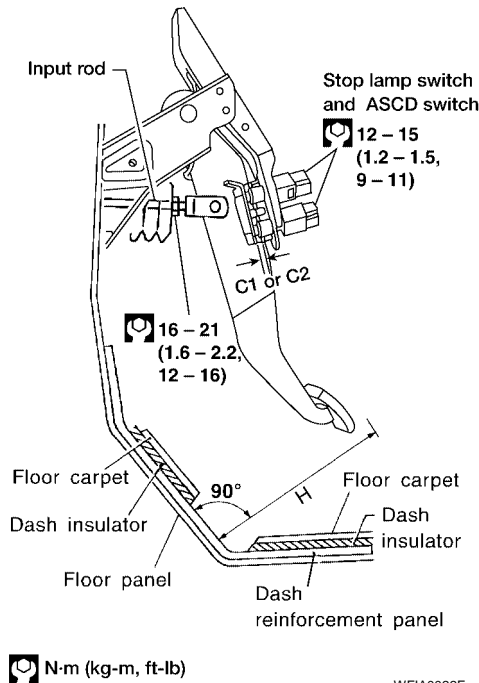 Input rod
Stop lamp switch
and ASCD switch
12 – 15
(1.2 – 1.5,
9 – 11)
C1 or C2
16 – 21
(1.6 – 2.2,
12 – 16)
Floor carpet
90°
H
Floor carpet
Dash insulator
Dash
insulator
Floor panel
Dash
reinforcement panel
N·m (kg-m, ft-lb)